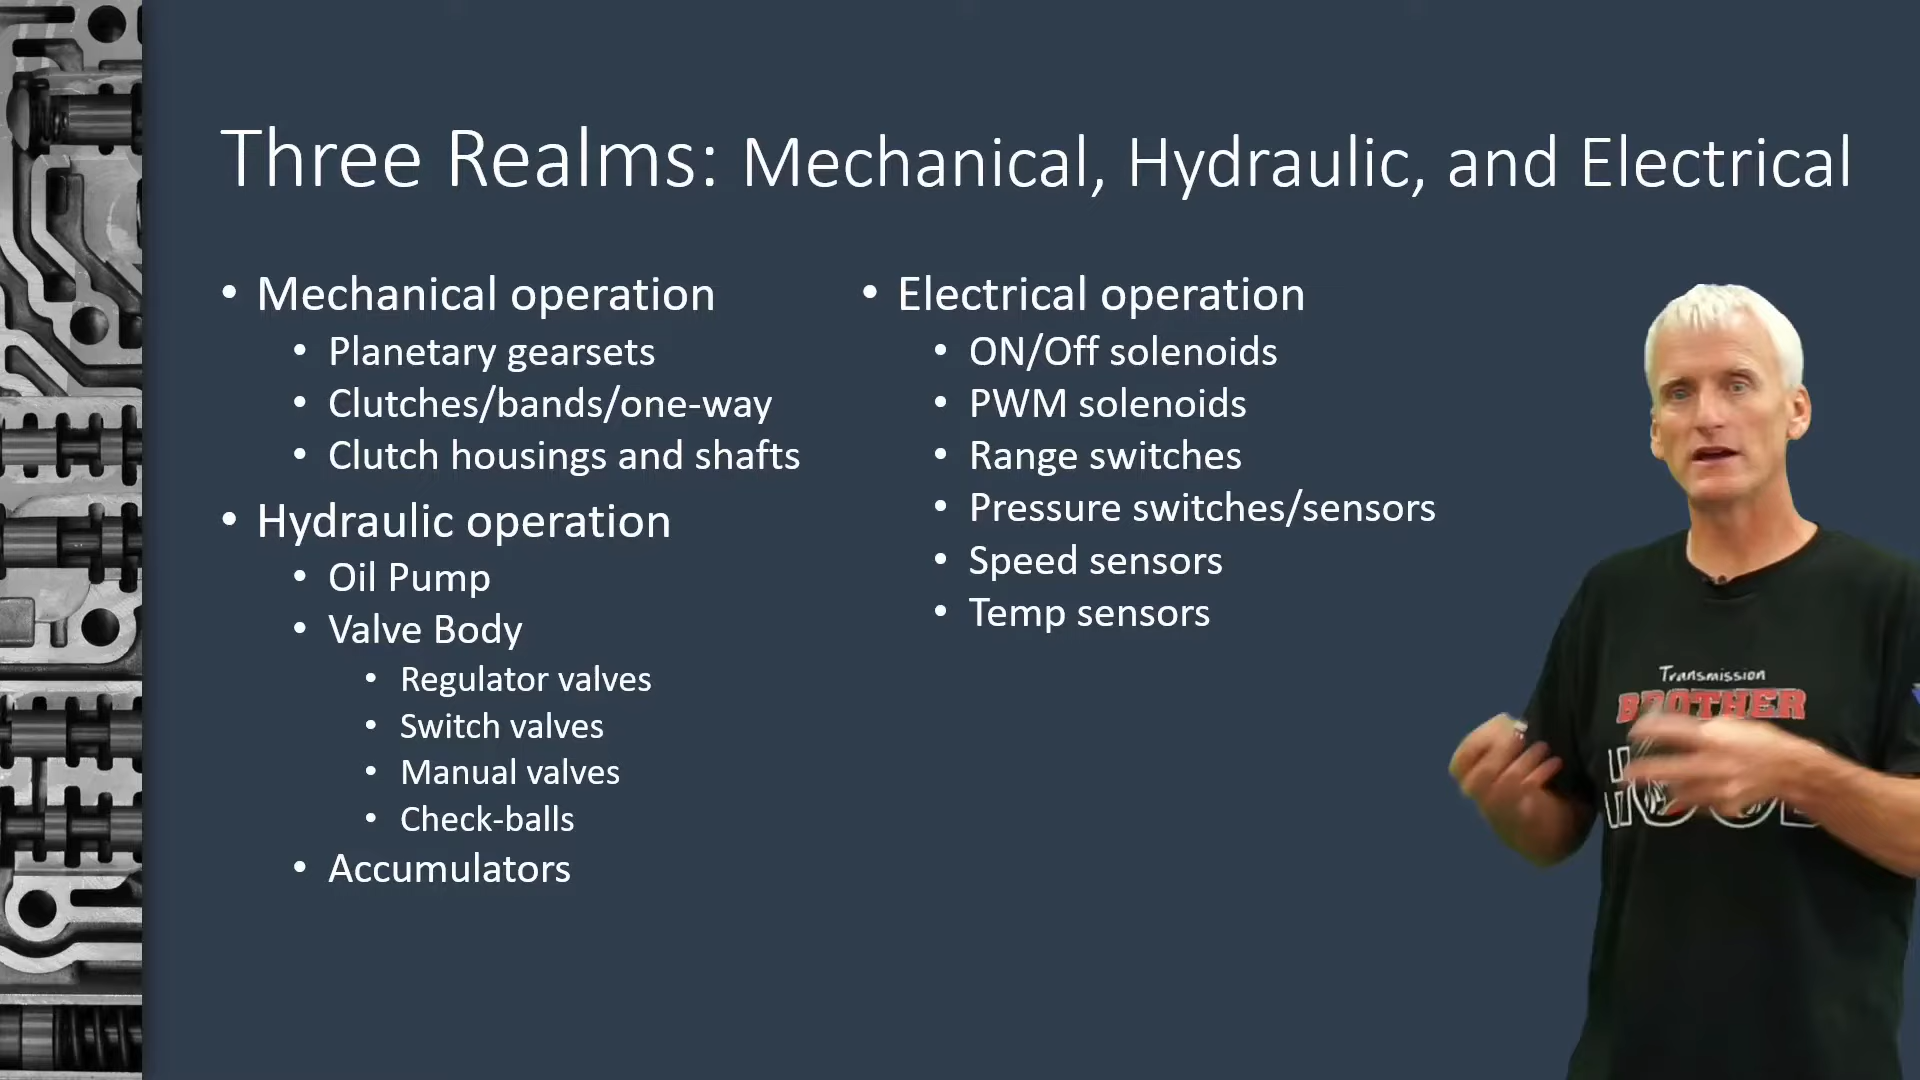 Three Realms: Mechanical, Hydraulic, and Electrical
• Mechanical operation
• Planetary gearsets
• Clutches/bands/one-way
• Clutch housings and shafts
• Hydraulic operation
• Oil Pump
• Valve Body
• Regulator valves
• Switch valves
• Manual valves
• Check-balls
• Accumulators
• Electrical operation
• ON/Off solenoids
• PWM solenoids
• Range switches
• Pressure switches/sensors
• Speed sensors
• Temp sensors
Transmission
BROTHER